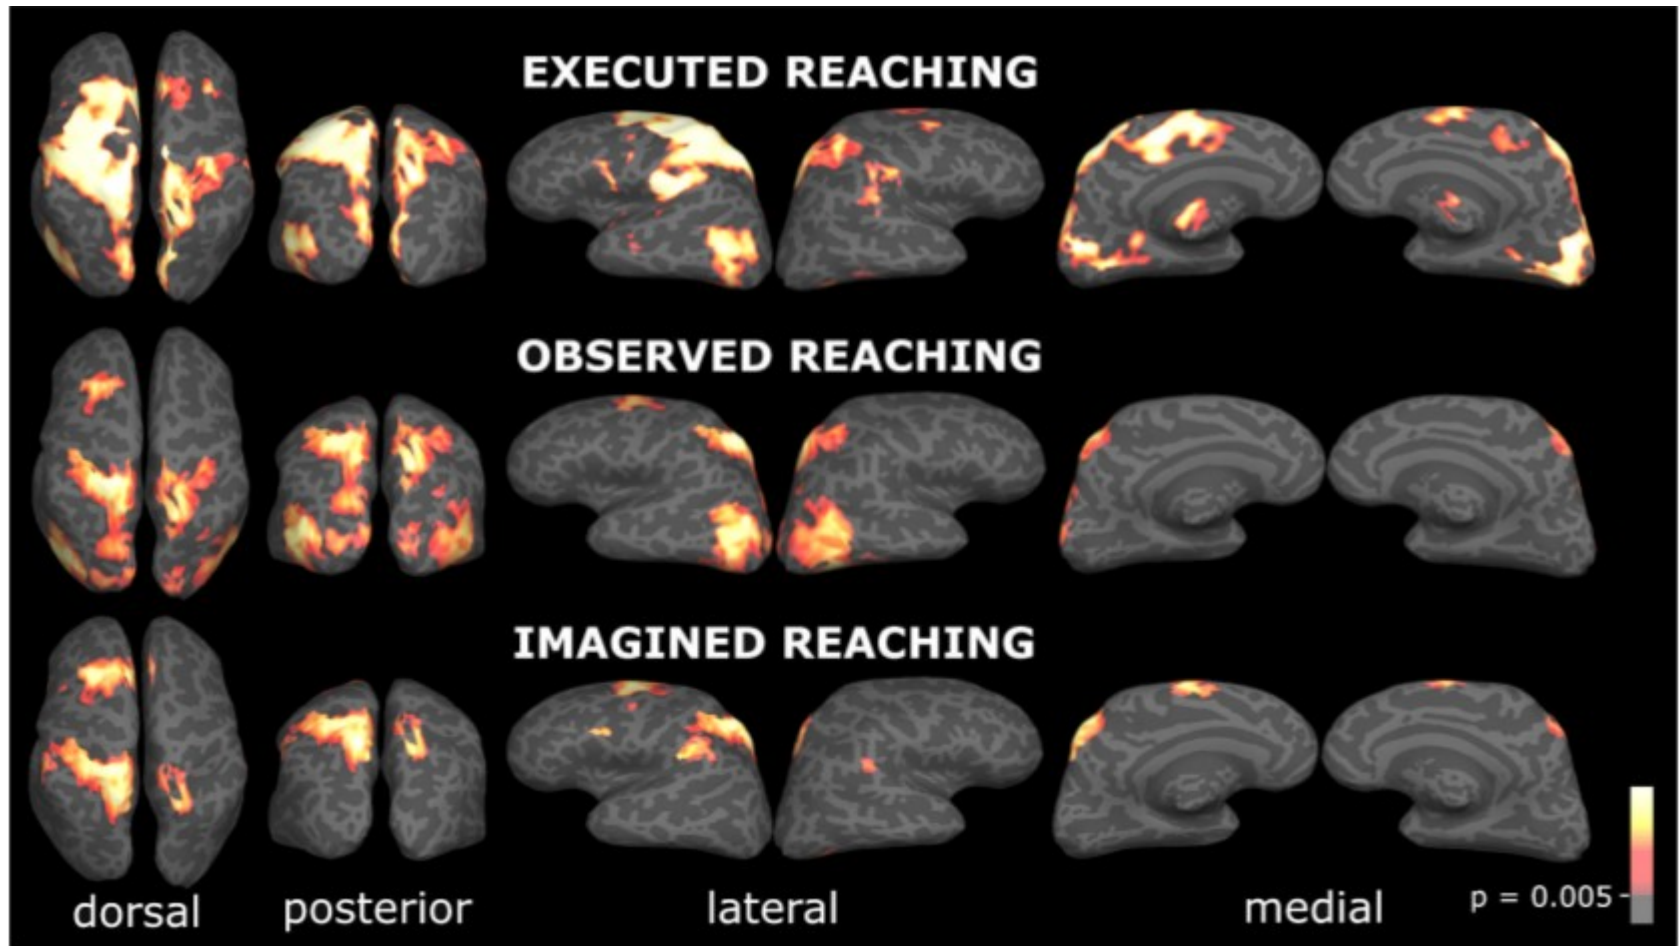 EXECUTED REACHING
OBSERVED REACHING
IMAGINED REACHING
dorsal posterior lateral medial
p = 0.005